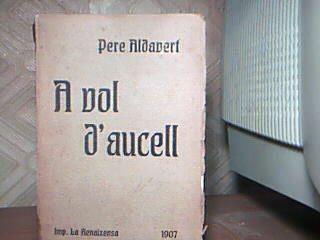 Pere Aldavert
A vol
d'aucell
Imp. La Renaixensa 1907